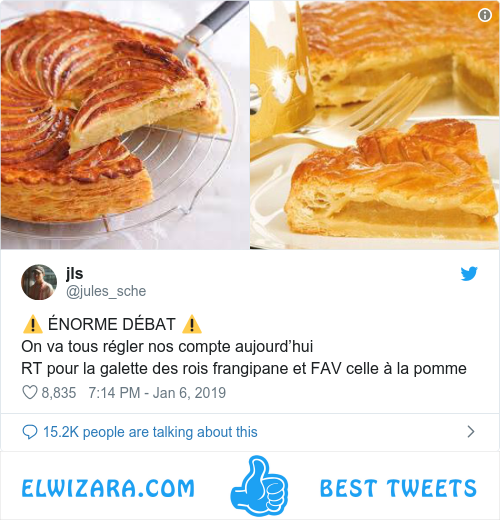 jls
@jules_sche
⚠️ ÉNORME DÉBAT ⚠️
On va tous régler nos compte aujourd’hui
RT pour la galette des rois frangipane et FAV celle à la pomme
8,835 7:14 PM - Jan 6, 2019
15.2K people are talking about this
ELWIZARA.COM BEST TWEETS